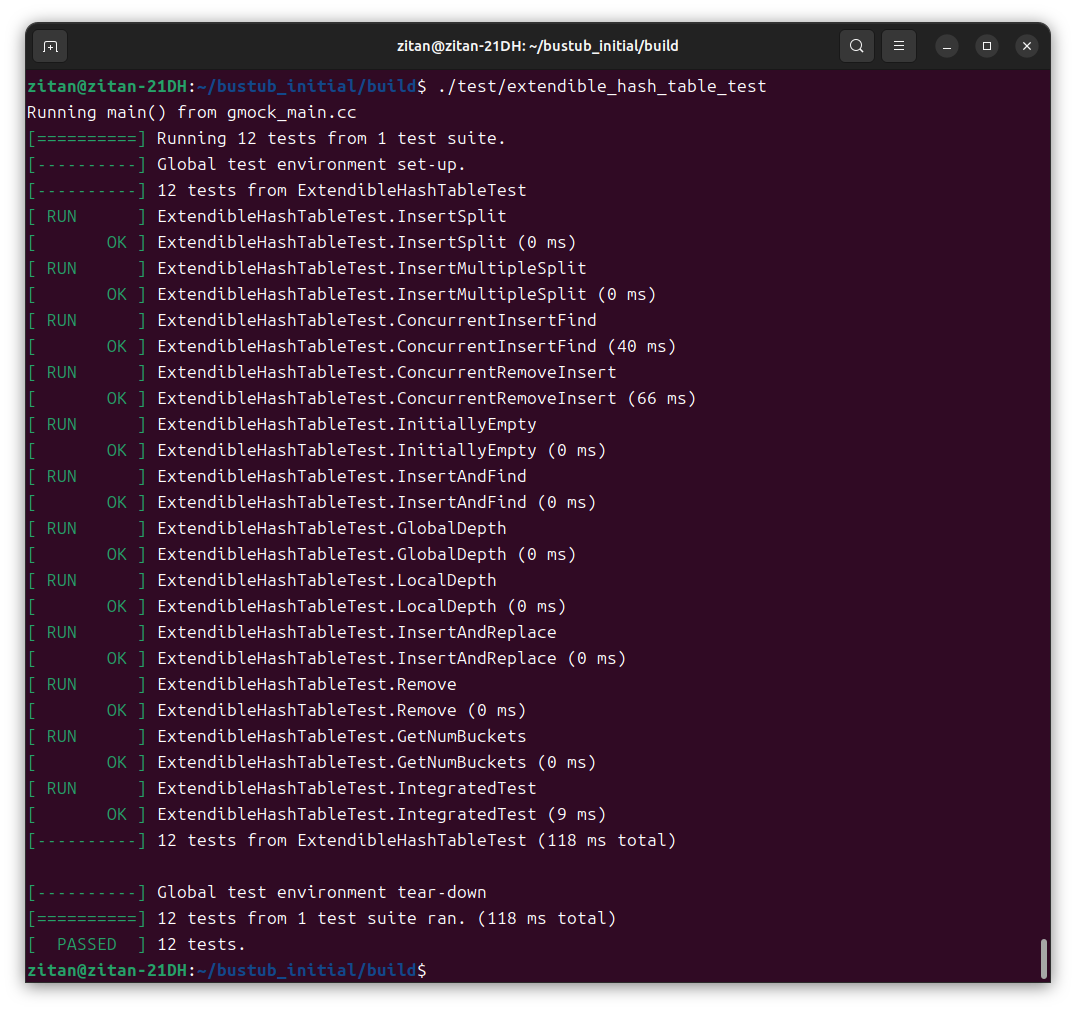 zitan@zitan-21DH: ~/bustub_initial/build
zitan@zitan-21DH:~/bustub_initial/build$ ./test/extendible_hash_table_test
Running main() from gmock_main.cc
[==========] Running 12 tests from 1 test suite.
[----------] Global test environment set-up.
[----------] 12 tests from ExtendibleHashTableTest
[ RUN      ] ExtendibleHashTableTest.InsertSplit
[       OK ] ExtendibleHashTableTest.InsertSplit (0 ms)
[ RUN      ] ExtendibleHashTableTest.InsertMultipleSplit
[       OK ] ExtendibleHashTableTest.InsertMultipleSplit (0 ms)
[ RUN      ] ExtendibleHashTableTest.ConcurrentInsertFind
[       OK ] ExtendibleHashTableTest.ConcurrentInsertFind (40 ms)
[ RUN      ] ExtendibleHashTableTest.ConcurrentRemoveInsert
[       OK ] ExtendibleHashTableTest.ConcurrentRemoveInsert (66 ms)
[ RUN      ] ExtendibleHashTableTest.InitiallyEmpty
[       OK ] ExtendibleHashTableTest.InitiallyEmpty (0 ms)
[ RUN      ] ExtendibleHashTableTest.InsertAndFind
[       OK ] ExtendibleHashTableTest.InsertAndFind (0 ms)
[ RUN      ] ExtendibleHashTableTest.GlobalDepth
[       OK ] ExtendibleHashTableTest.GlobalDepth (0 ms)
[ RUN      ] ExtendibleHashTableTest.LocalDepth
[       OK ] ExtendibleHashTableTest.LocalDepth (0 ms)
[ RUN      ] ExtendibleHashTableTest.InsertAndReplace
[       OK ] ExtendibleHashTableTest.InsertAndReplace (0 ms)
[ RUN      ] ExtendibleHashTableTest.Remove
[       OK ] ExtendibleHashTableTest.Remove (0 ms)
[ RUN      ] ExtendibleHashTableTest.GetNumBuckets
[       OK ] ExtendibleHashTableTest.GetNumBuckets (0 ms)
[ RUN      ] ExtendibleHashTableTest.IntegratedTest
[       OK ] ExtendibleHashTableTest.IntegratedTest (9 ms)
[----------] 12 tests from ExtendibleHashTableTest (118 ms total)
[----------] Global test environment tear-down
[==========] 12 tests from 1 test suite ran. (118 ms total)
[  PASSED  ] 12 tests.
zitan@zitan-21DH:~/bustub_initial/build$